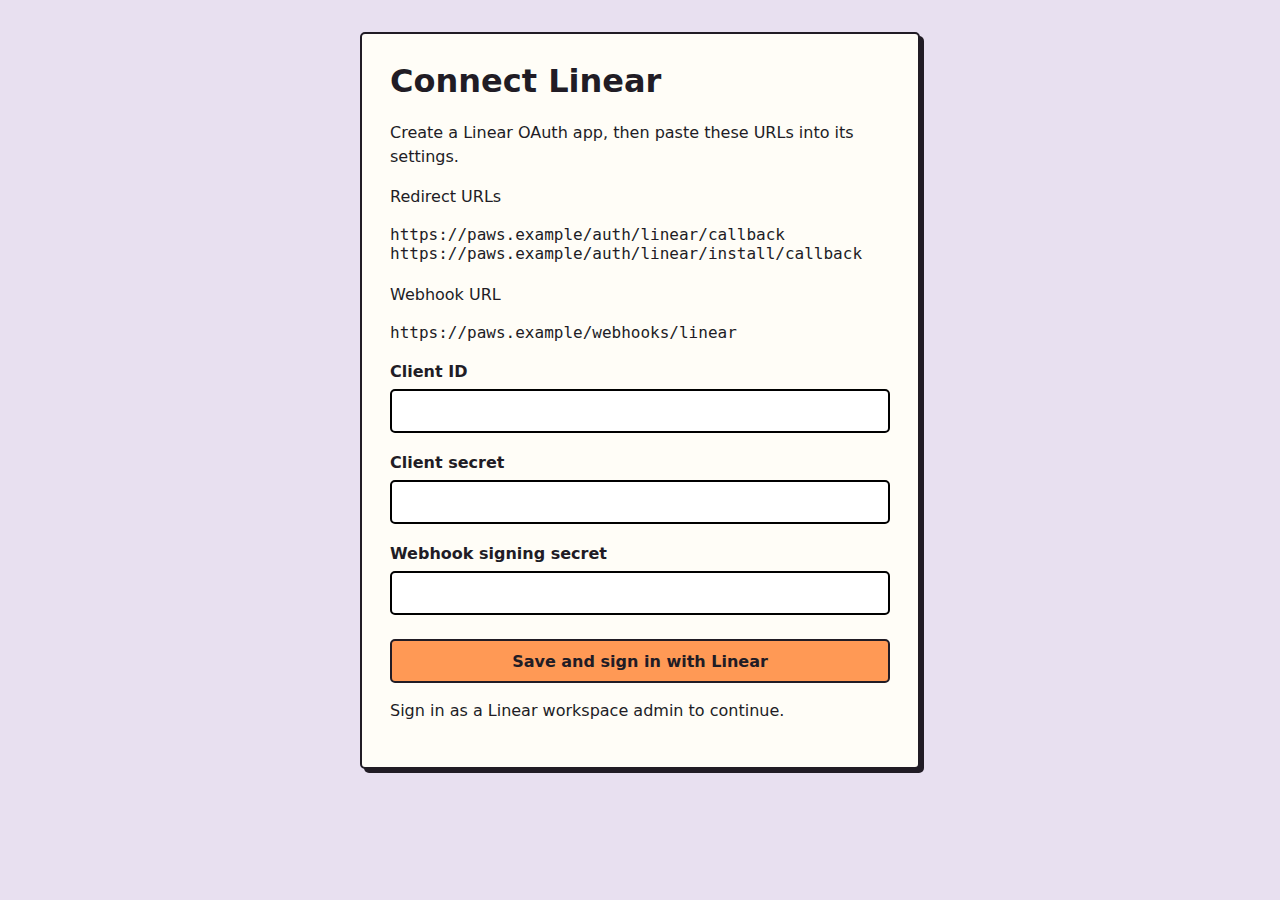 Connect Linear
Create a Linear OAuth app, then paste these URLs into its
settings.
Redirect URLs
https://paws.example/auth/linear/callback
https://paws.example/auth/linear/install/callback
Webhook URL
https://paws.example/webhooks/linear
Client ID
Client secret
Webhook signing secret
Save and sign in with Linear
Sign in as a Linear workspace admin to continue.